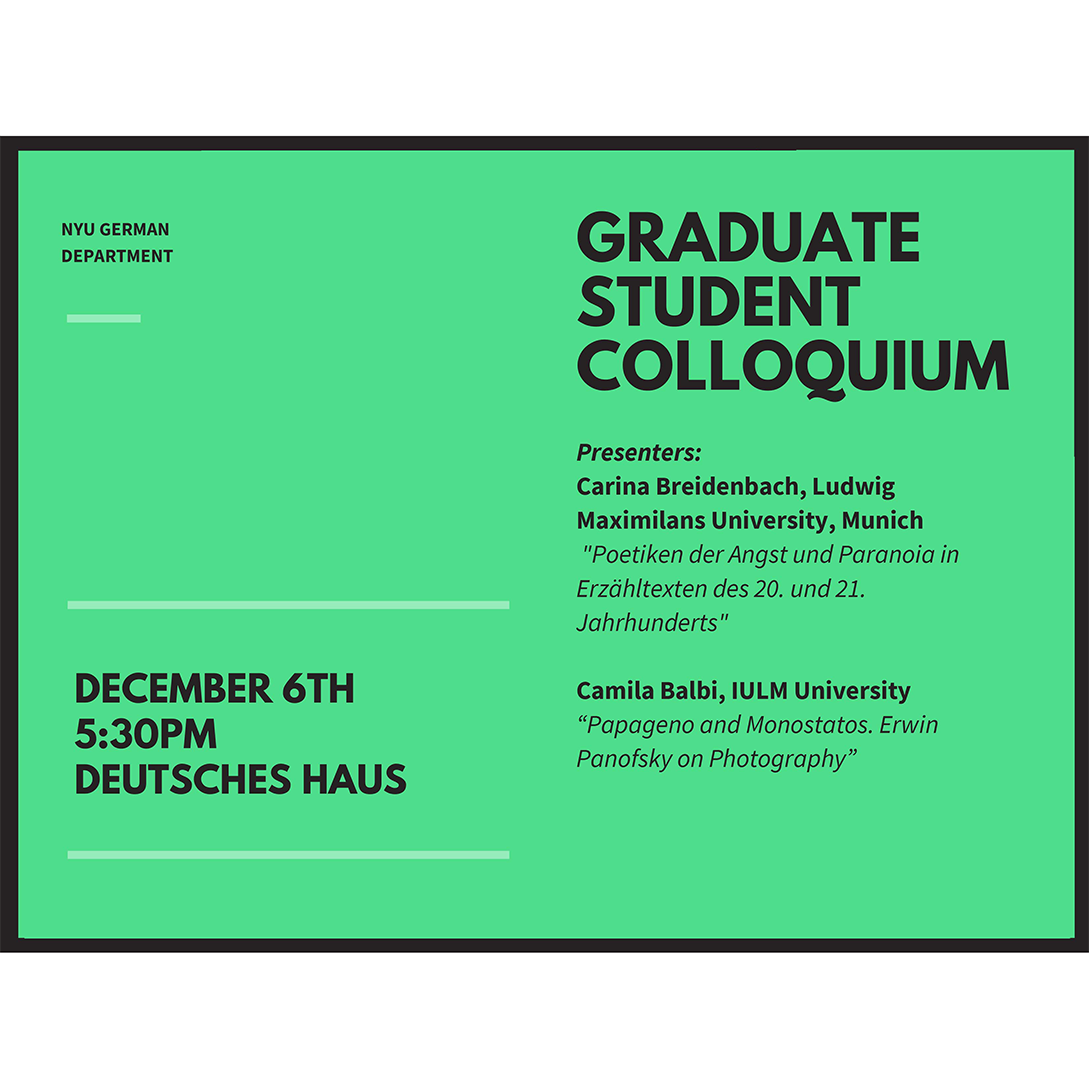 NYU GERMAN
DEPARTMENT
GRADUATE
STUDENT
COLLOQUIUM
Presenters:
Carina Breidenbach, Ludwig
Maximilans University, Munich
"Poetiken der Angst und Paranoia in
Erzähltexten des 20. und 21.
Jahrhunderts"
Camila Balbi, IULM University
“Papageno and Monostatos. Erwin
Panofsky on Photography”
DECEMBER 6TH
5:30PM
DEUTSCHES HAUS